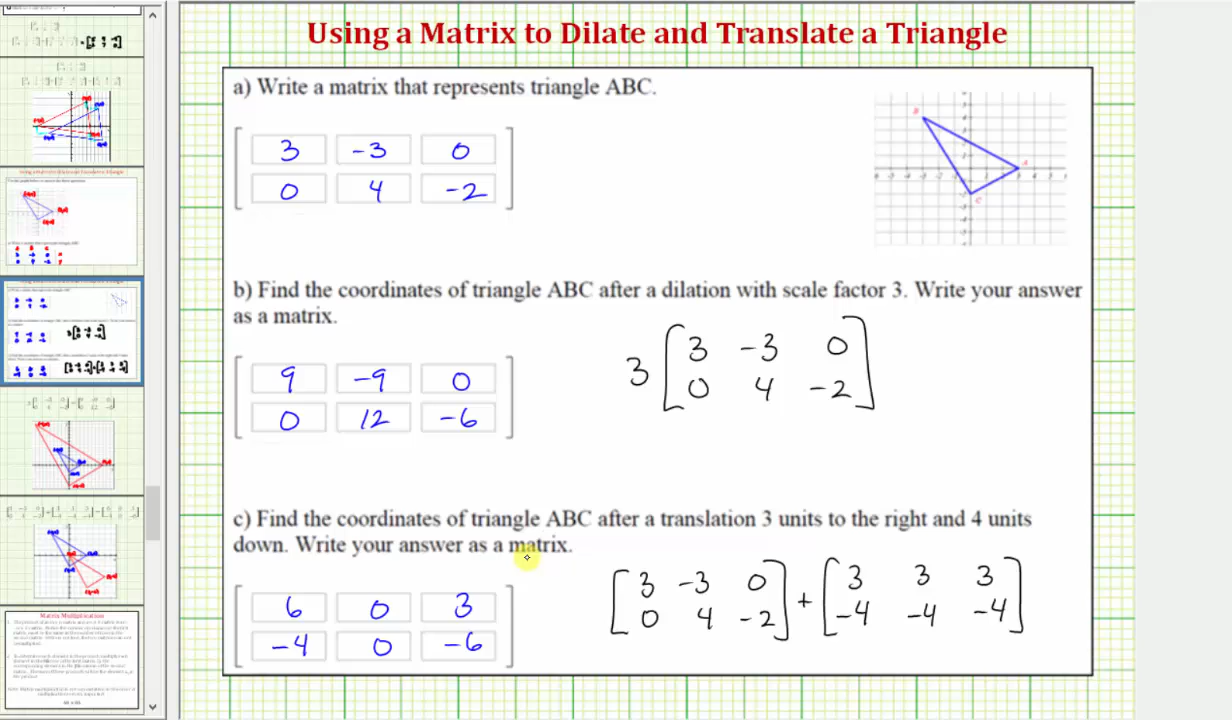 Using a Matrix to Dilate and Translate a Triangle
a) Write a matrix that represents triangle ABC.
3 -3 0
0 4 -2
B
A
C
b) Find the coordinates of triangle ABC after a dilation with scale factor 3. Write your answer
as a matrix.
9 -9 0
0 12 -6
3 [ 3 -3 0
0 4 -2 ]
c) Find the coordinates of triangle ABC after a translation 3 units to the right and 4 units
down. Write your answer as a matrix.
6 0 3
-4 0 -6
[ 3 -3 0 ] + [ 3 3 3 ]
[ 0 4 -2 ] [ -4 -4 -4 ]
Matrix Multiplication